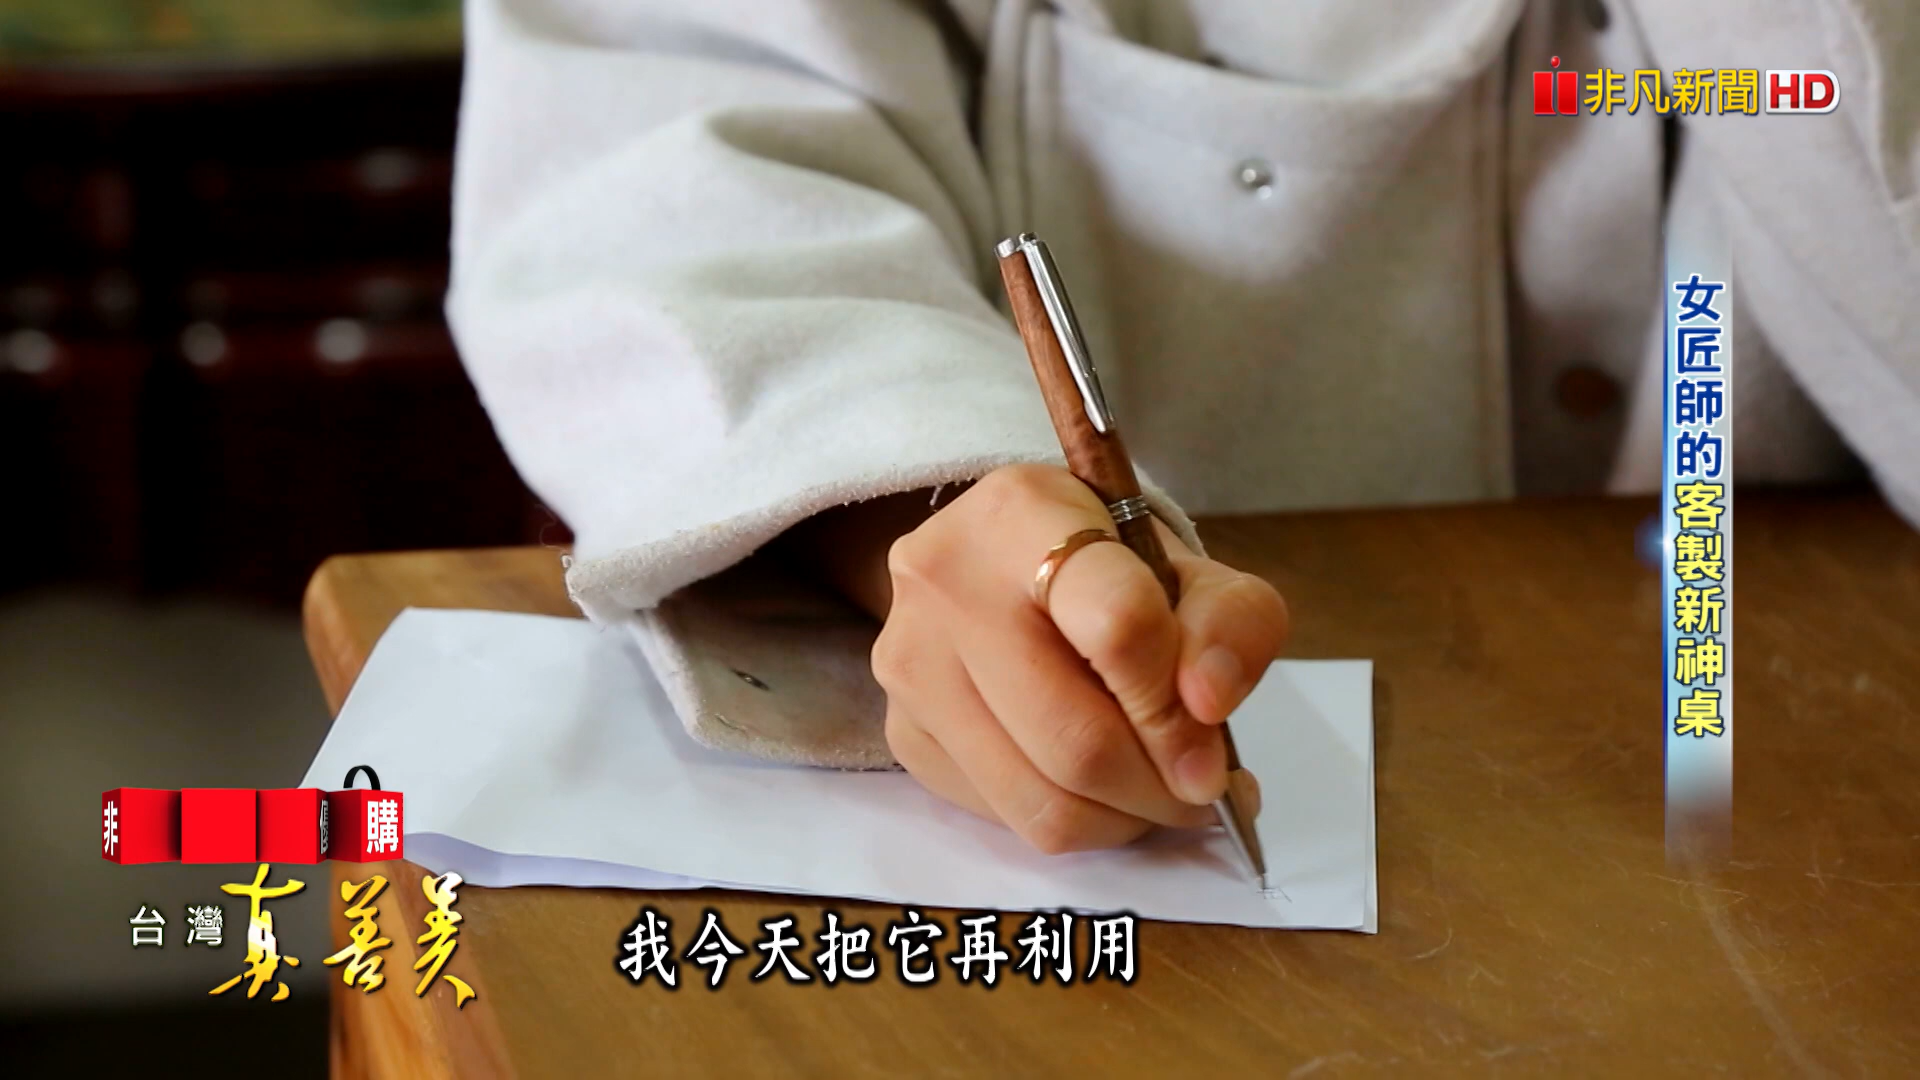 非凡新聞HD
女匠師的客製新神桌
非
購
台灣真善美
我今天把它再利用